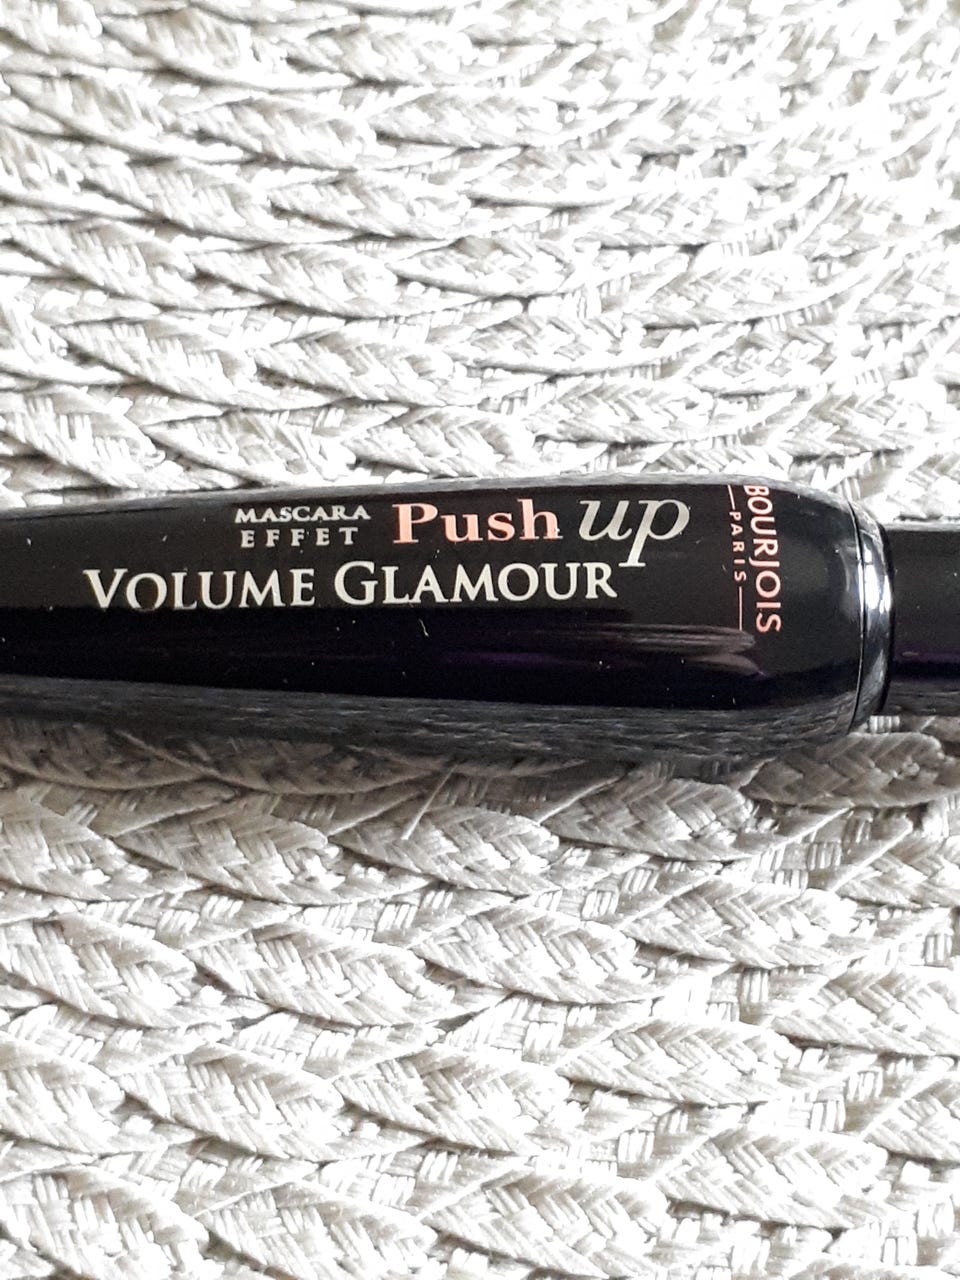 MASCARA
EFFET
Push up
VOLUME GLAMOUR
BOURJOIS
PARIS